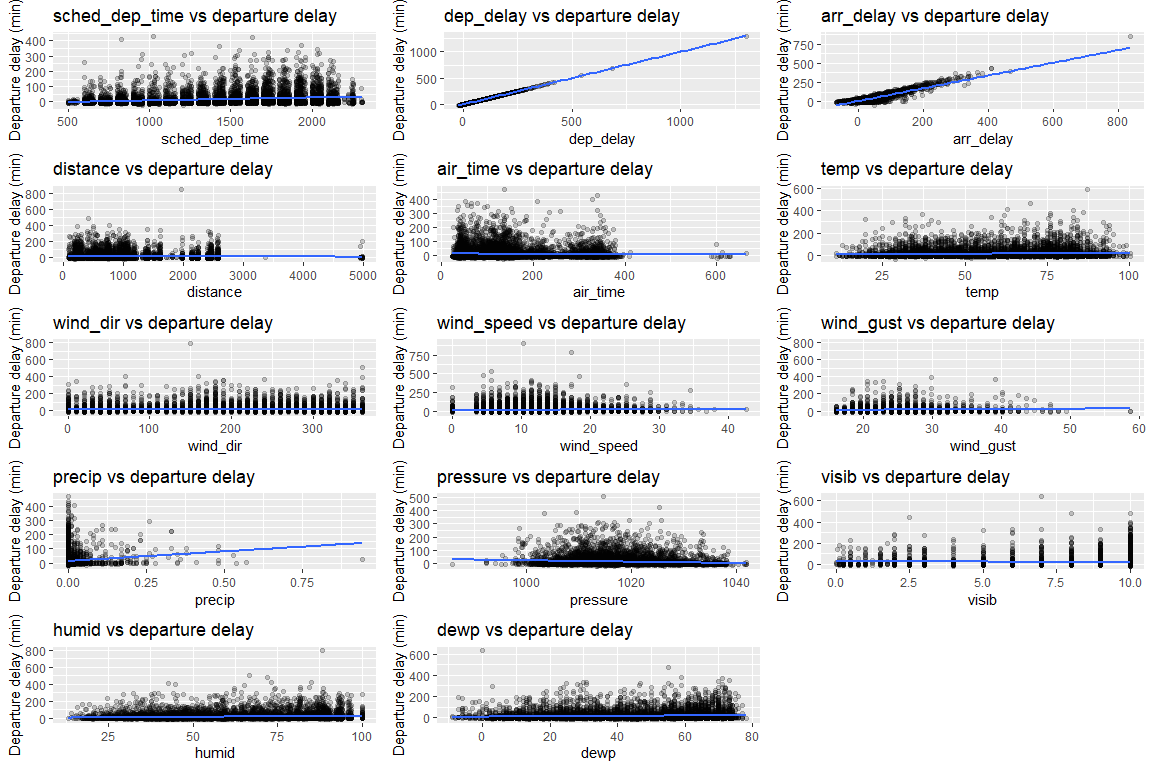 sched_dep_time vs departure delay
Departure delay (min)
400
300
200
100
0
500
1000
1500
2000
sched_dep_time
dep_delay vs departure delay
Departure delay (min)
1000
500
0
0
500
1000
dep_delay
arr_delay vs departure delay
Departure delay (min)
750
500
250
0
0
200
400
600
800
arr_delay
distance vs departure delay
Departure delay (min)
800
600
400
200
0
0
1000
2000
3000
4000
5000
distance
air_time vs departure delay
Departure delay (min)
400
300
200
100
0
0
200
400
600
air_time
temp vs departure delay
Departure delay (min)
600
400
200
0
25
50
75
100
temp
wind_dir vs departure delay
Departure delay (min)
800
600
400
200
0
0
100
200
300
wind_dir
wind_speed vs departure delay
Departure delay (min)
750
500
250
0
0
10
20
30
40
wind_speed
wind_gust vs departure delay
Departure delay (min)
800
600
400
200
0
20
30
40
50
60
wind_gust
precip vs departure delay
Departure delay (min)
400
300
200
100
0
0.00
0.25
0.50
0.75
precip
pressure vs departure delay
Departure delay (min)
500
400
300
200
100
0
1000
1020
1040
pressure
visib vs departure delay
Departure delay (min)
600
400
200
0
0.0
2.5
5.0
7.5
10.0
visib
humid vs departure delay
Departure delay (min)
800
600
400
200
0
25
50
75
100
humid
dewp vs departure delay
Departure delay (min)
600
400
200
0
0
20
40
60
80
dewp